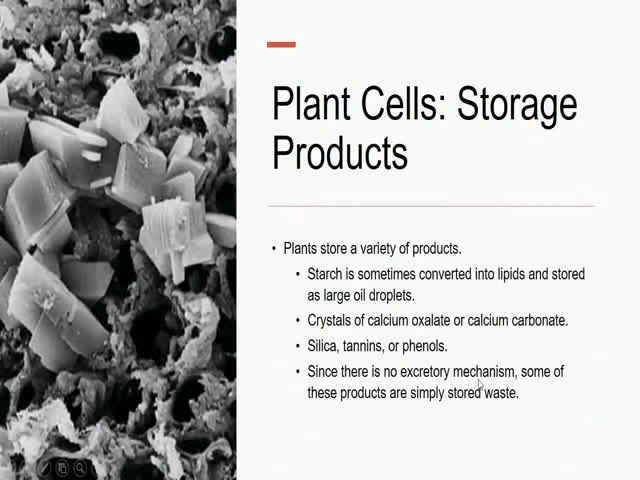 Plant Cells: Storage
Products
• Plants store a variety of products.
• Starch is sometimes converted into lipids and stored
as large oil droplets.
• Crystals of calcium oxalate or calcium carbonate.
• Silica, tannins, or phenols.
• Since there is no excretory mechanism, some of
these products are simply stored waste.